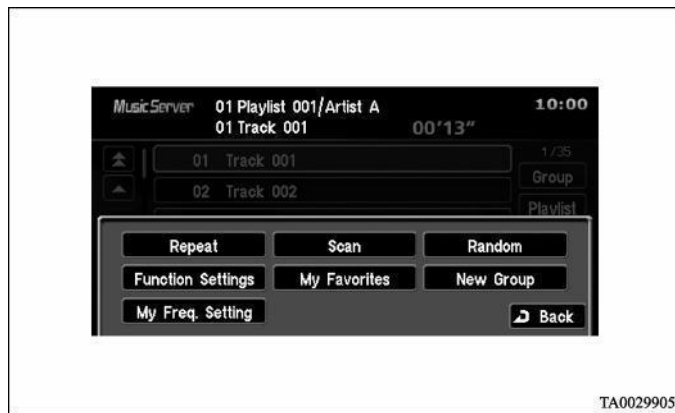 MusicServer 01 Playlist 001/Artist A 10:00
01 Track 001 00'13"
1/35
01 Track 001
Group
02 Track 002
Playlist
Repeat Scan Random
Function Settings My Favorites New Group
My Freq. Setting Back
TA0029905